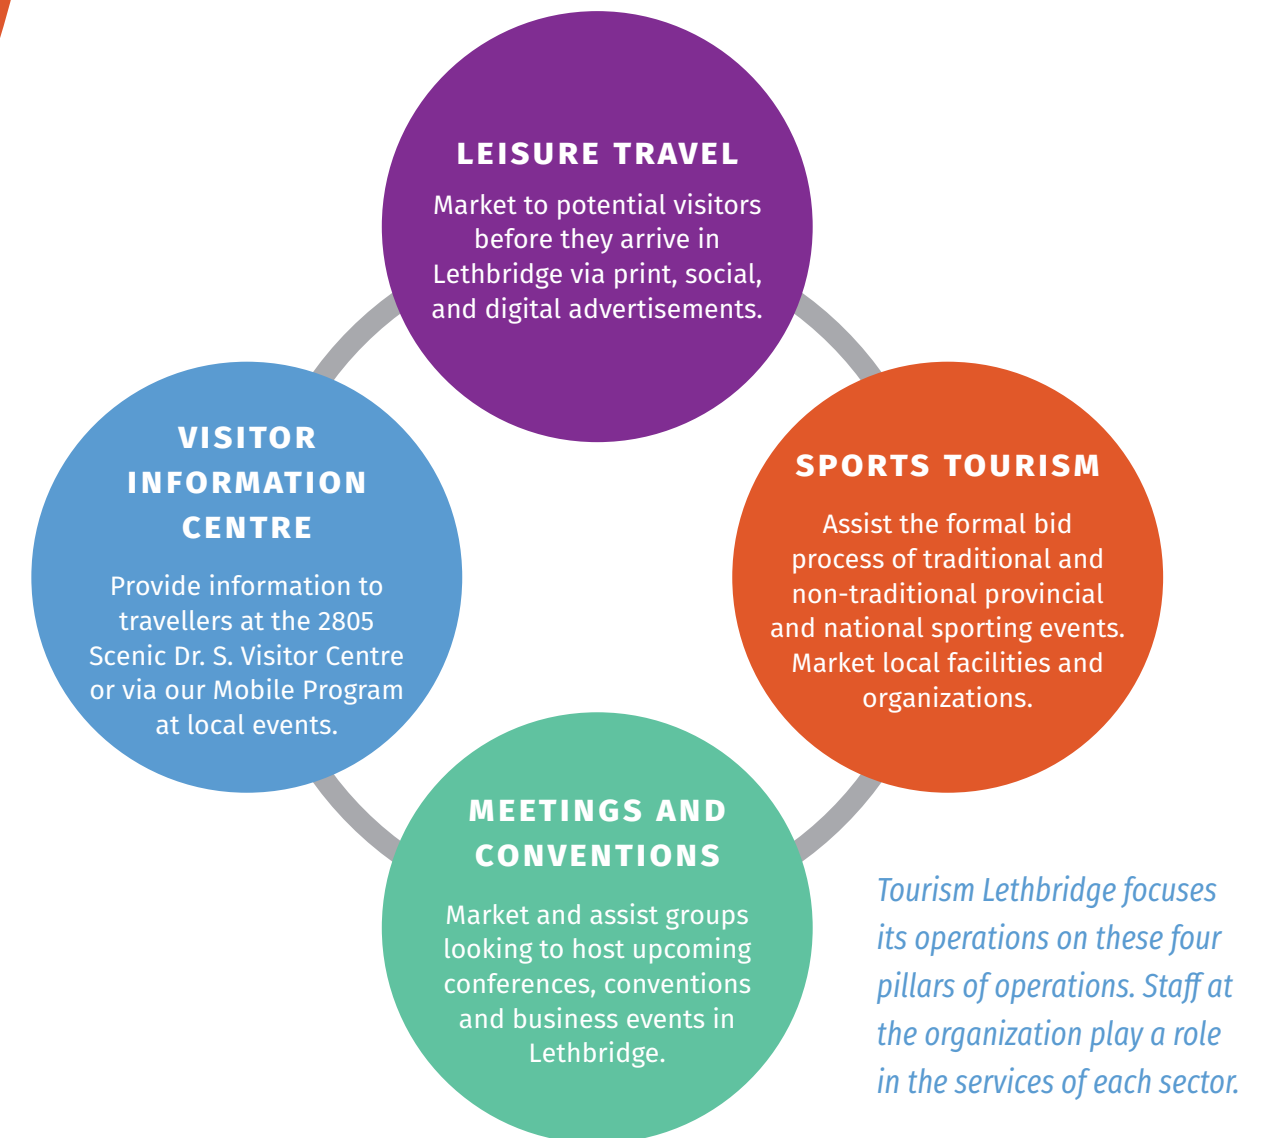 LEISURE TRAVEL
Market to potential visitors
before they arrive in
Lethbridge via print, social,
and digital advertisements.
VISITOR
INFORMATION
CENTRE
Provide information to
travellers at the 2805
Scenic Dr. S. Visitor Centre
or via our Mobile Program
at local events.
SPORTS TOURISM
Assist the formal bid
process of traditional and
non-traditional provincial
and national sporting events.
Market local facilities and
organizations.
MEETINGS AND
CONVENTIONS
Market and assist groups
looking to host upcoming
conferences, conventions
and business events in
Lethbridge.
Tourism Lethbridge focuses
its operations on these four
pillars of operations. Staff at
the organization play a role
in the services of each sector.